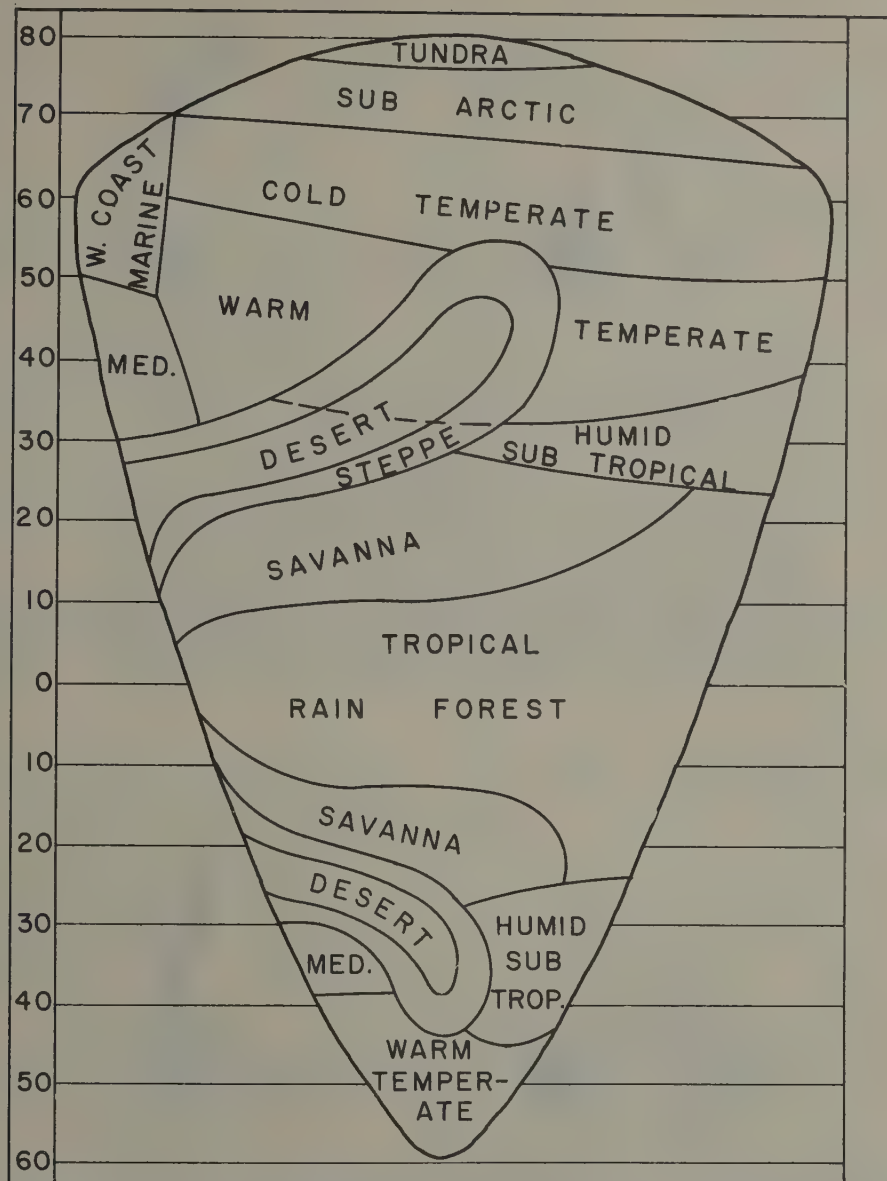 80
TUNDRA
SUB ARCTIC
70
W. COAST
MARINE
60
COLD TEMPERATE
50
WARM TEMPERATE
40
MED.
30
DESERT
STEPPE
HUMID
SUB TROPICAL
20
SAVANNA
10
TROPICAL
0
RAIN FOREST
10
SAVANNA
20
DESERT
30
HUMID
MED.
SUB
40
TROP.
WARM
50
TEMPER-
ATE
60